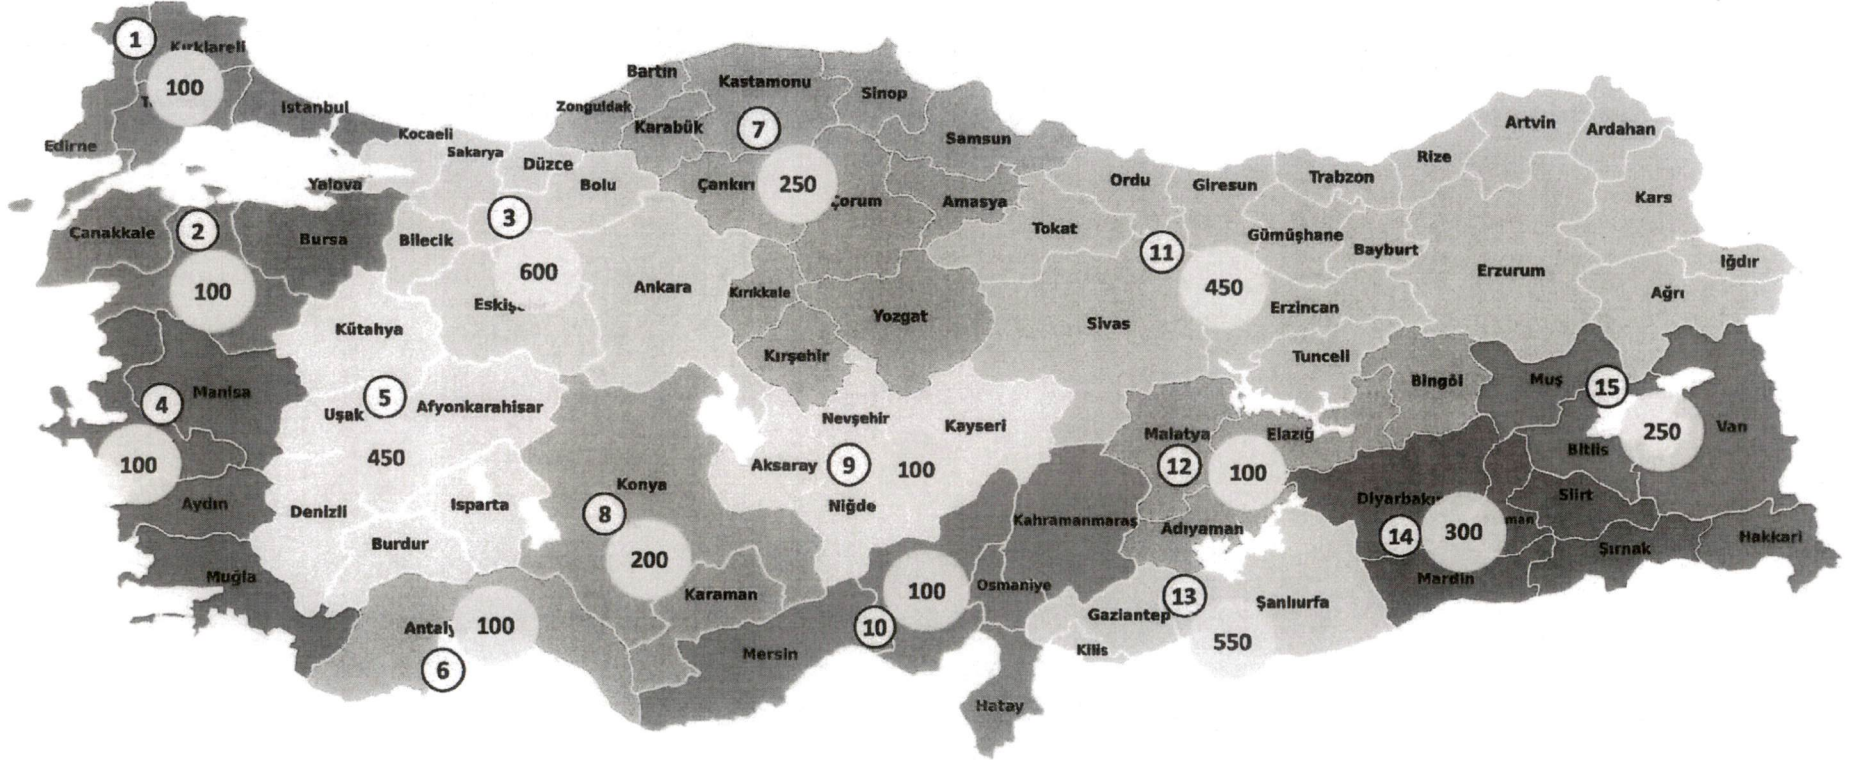 1
Kırklareli
100
T.
Istanbul
Edirne
Kocaeli
Sakarya
Düzce
Bolu
Yalova
Çanakkale
2
Bursa
100
Bilecik
3
600
Ankara
Bartın
Kastamonu
Sinop
Zonguldak
Karabük
7
Samsun
Çankırı
250
Amasya
Kırıkkale
Yozgat
Kırşehir
Ordu
Giresun
Trabzon
Rize
Artvin
Ardahan
Kars
Tokat
11
Gümüşhane
Bayburt
Erzurum
Iğdır
Ağrı
450
Erzincan
Sivas
Tunceli
Bingöl
Muş
15
Van
250
Bitlis
Kütahya
Manisa
4
Uşak
5
Afyonkarahisar
100
450
Aydın
Denizli
Isparta
Burdur
Muğla
Nevşehir
Kayseri
Aksaray
9
100
Niğde
Konya
8
200
Karaman
Antaly
100
6
Mersin
10
100
Osmaniye
Kahramanmaraş
Hatay
Malatya
Elazığ
12
100
Adıyaman
Gaziantep
13
Şanlıurfa
Kilis
550
Diyarbakır
14
300
man
Mardin
Siirt
Şırnak
Hakkari